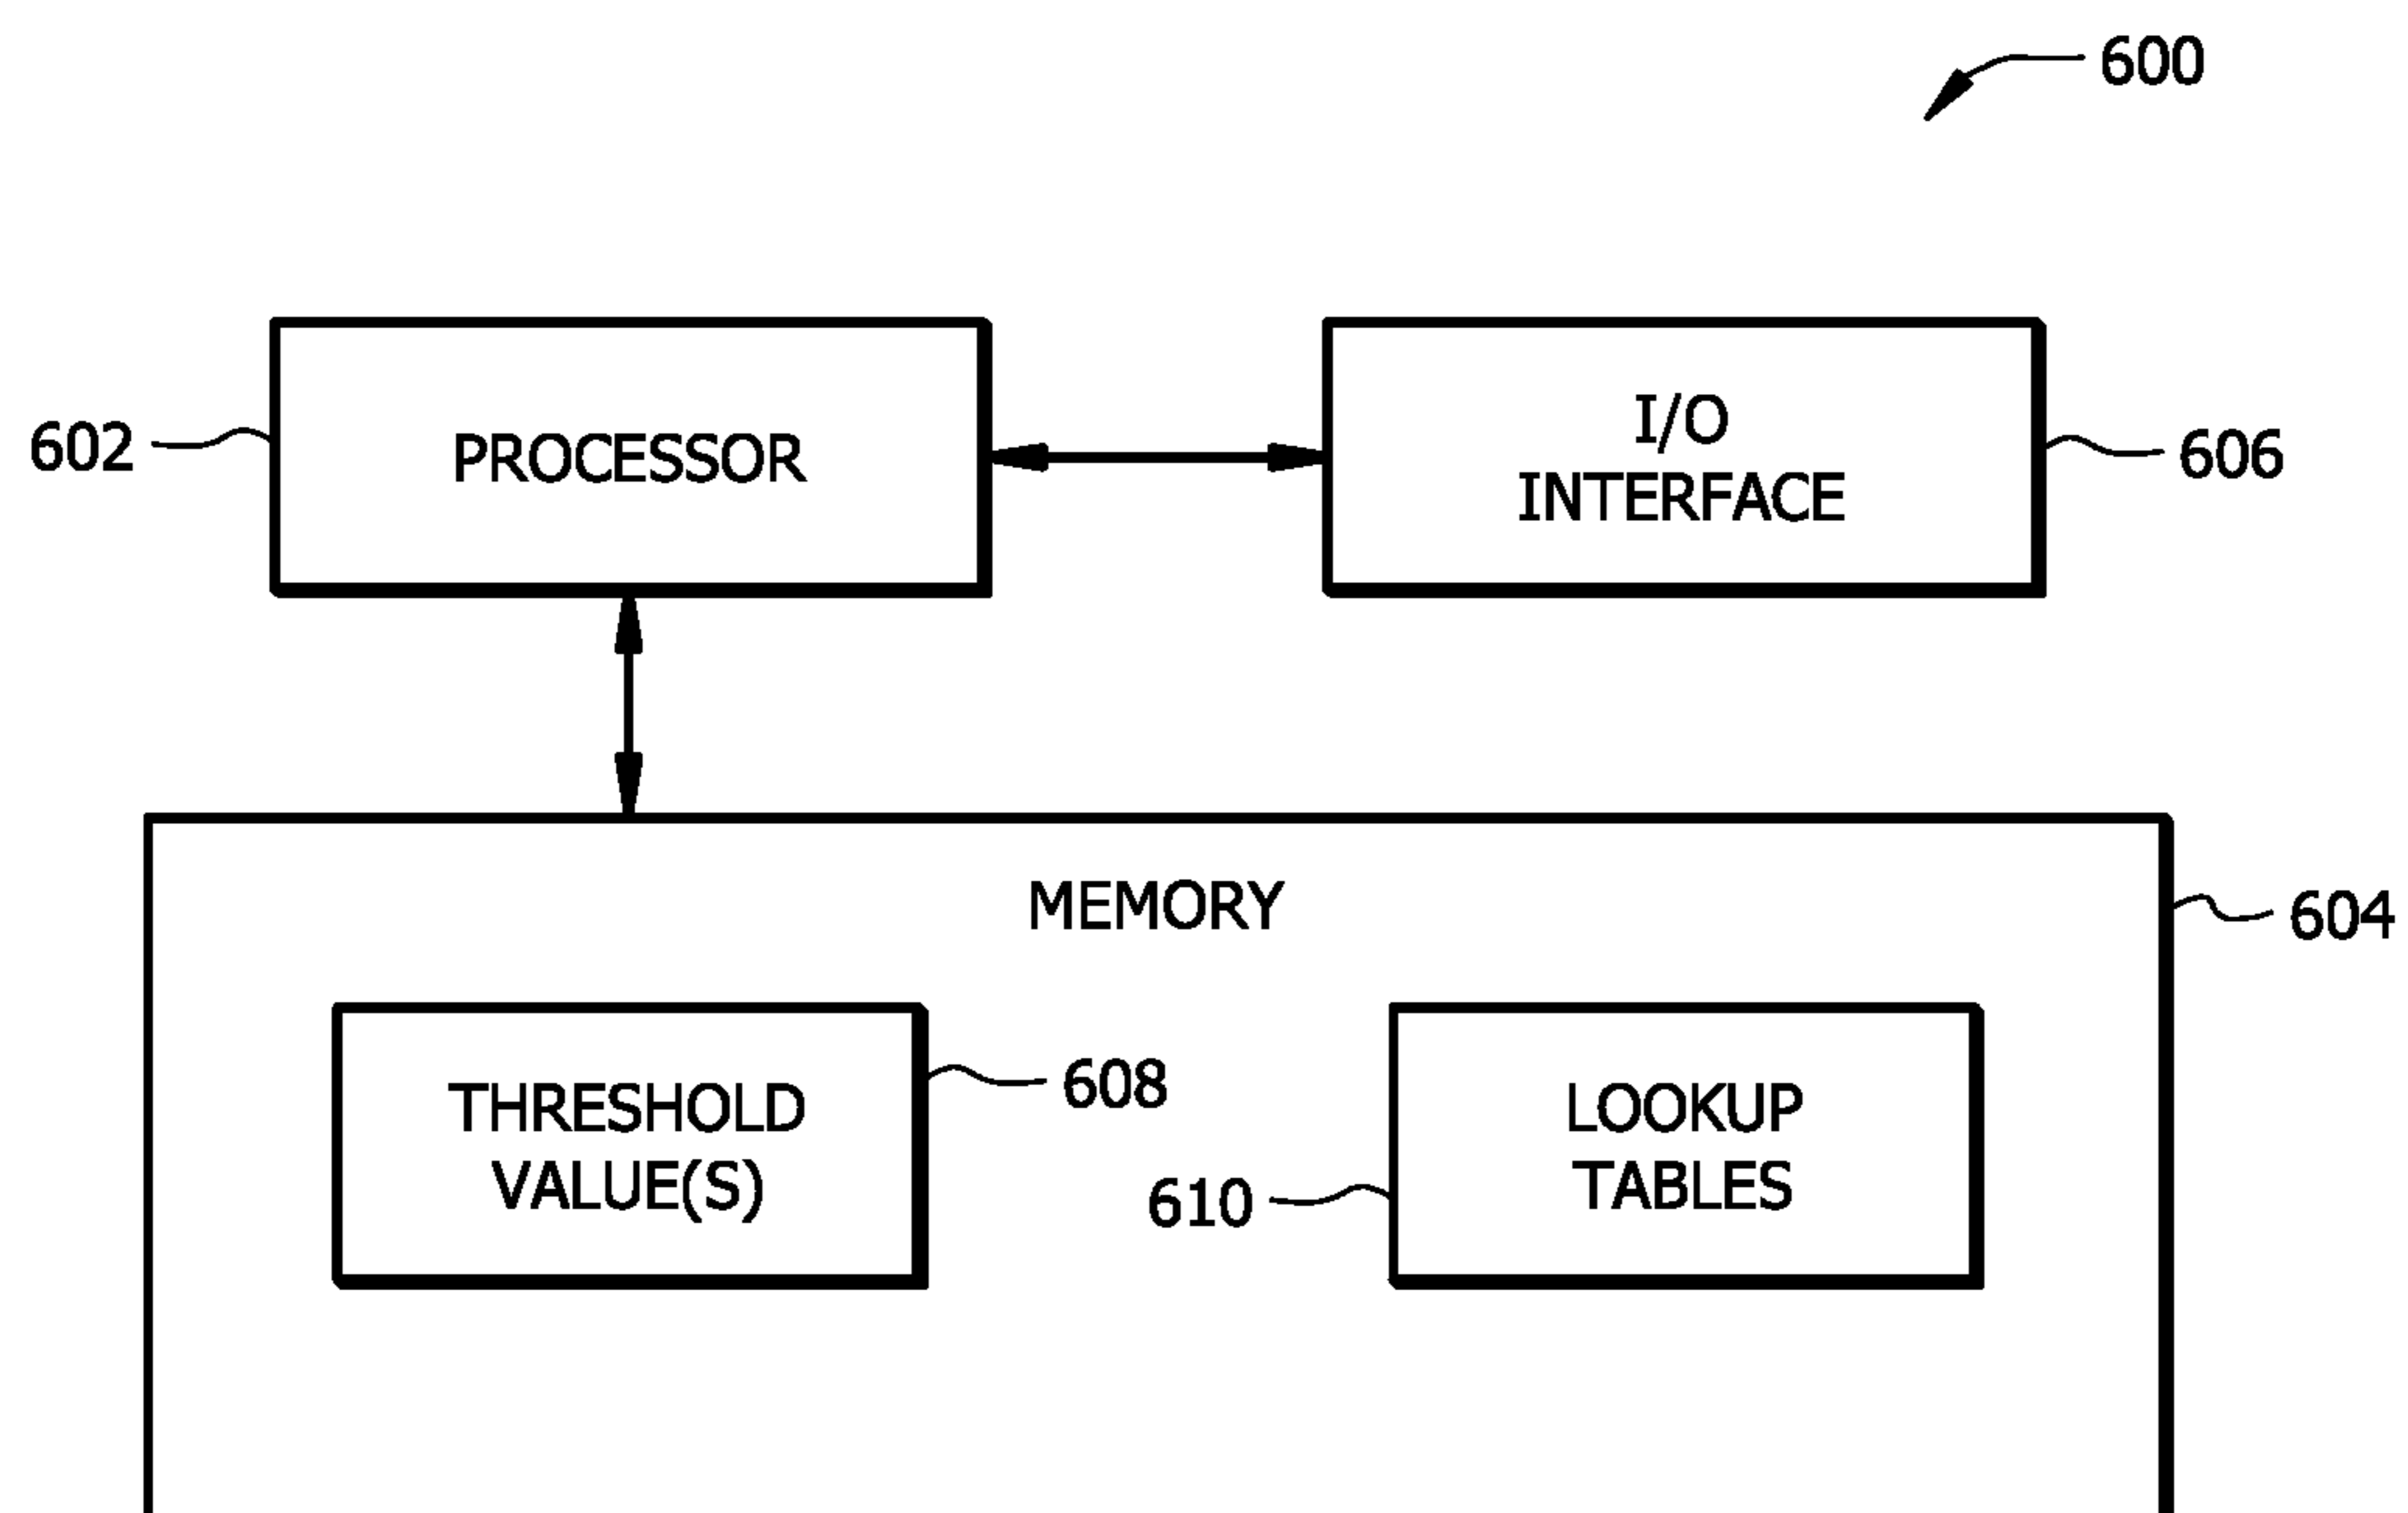 600
602
PROCESSOR
I/O
INTERFACE
606
MEMORY
604
THRESHOLD
VALUE(S)
608
610
LOOKUP
TABLES